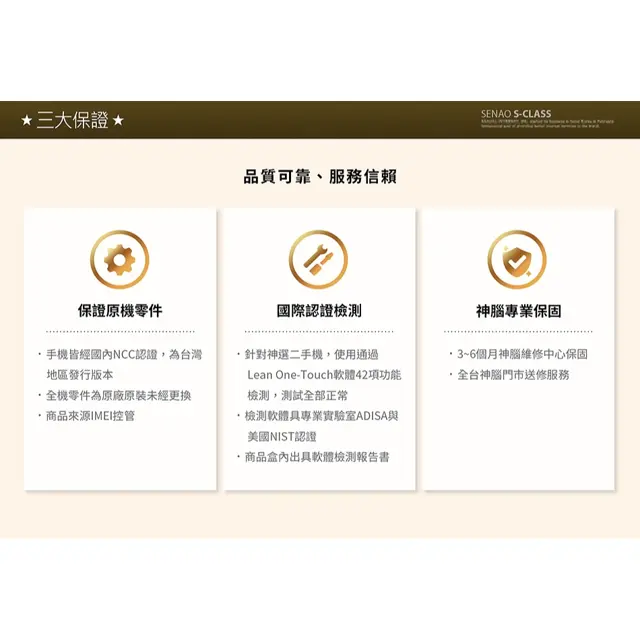 ★三大保證★
SENAO S-CLASS
品質可靠、服務信賴
保證原機零件
・手機皆經國內NCC認證，為台灣
地區發行版本
・全機零件為原廠原裝未經更換
・商品來源IMEI控管
國際認證檢測
・針對神選二手機，使用通過
Lean One-Touch軟體42項功能
檢測，測試全部正常
・檢測軟體具專業實驗室ADISA與
美國NIST認證
・商品盒內出具軟體檢測報告書
神腦專業保固
・3~6個月神腦維修中心保固
・全台神腦門市送修服務